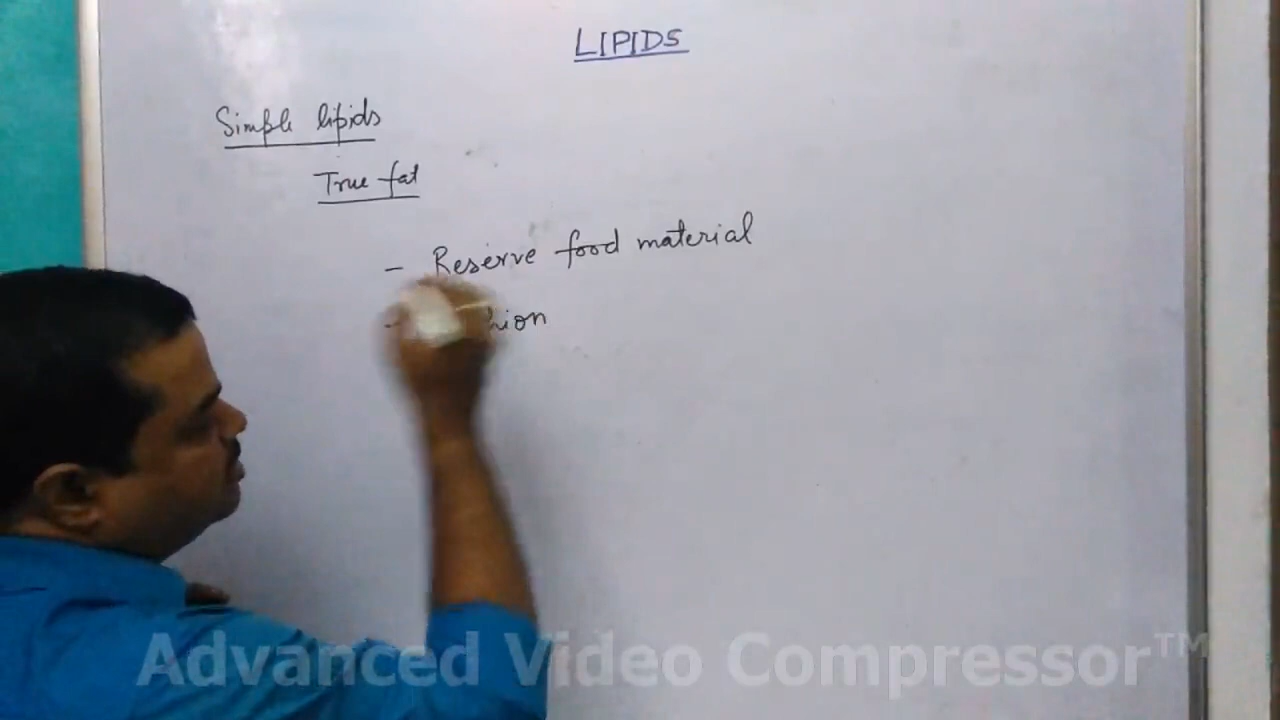 LIPIDS
Simple lipids
True fat
- Reserve food material
-
Advanced Video Compressor™